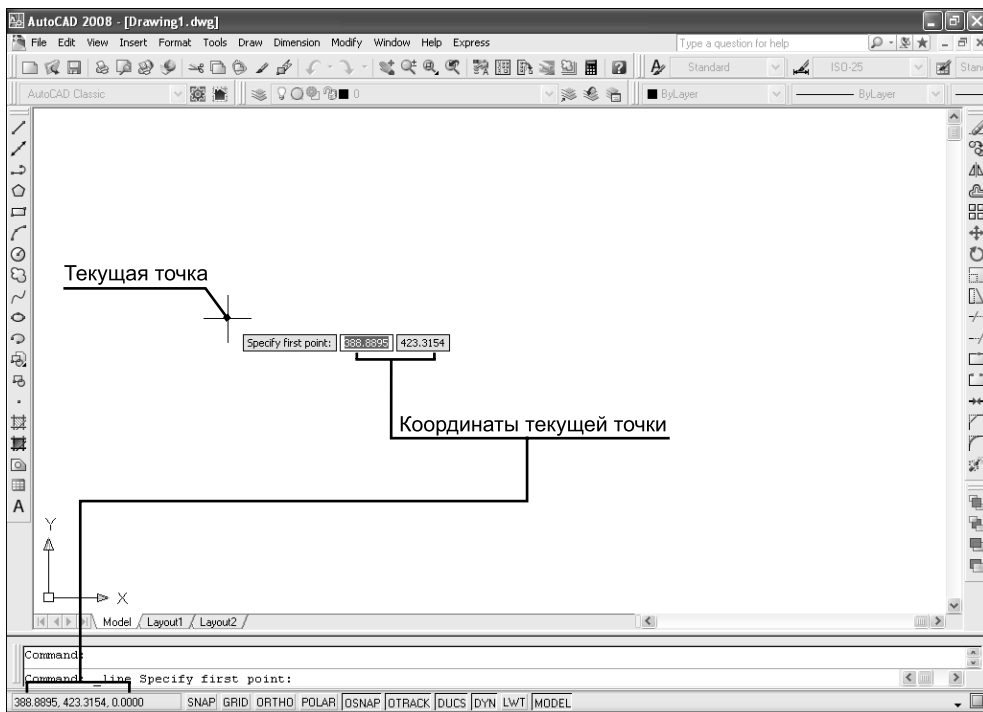 AutoCAD 2008 - [Drawing1.dwg]
File Edit View Insert Format Tools Draw Dimension Modify Window Help Express
Type a question for help
Standard
ISO-25
Stan
AutoCAD Classic
0
ByLayer
ByLayer
Текущая точка
Specify first point: 388.8895 423.3154
Координаты текущей точки
A
Y
X
Model Layout1 Layout2
Command:
Command: _line Specify first point:
388.8895, 423.3154, 0.0000 SNAP GRID ORTHO POLAR OSNAP OTRACK DUCS DYN LWT MODEL